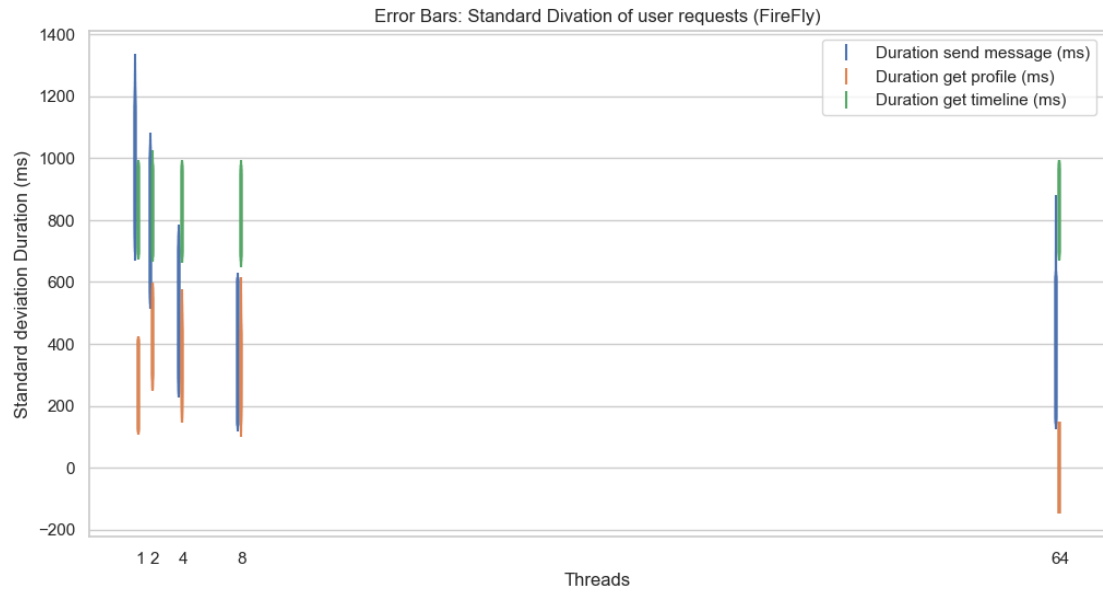 Error Bars: Standard Divation of user requests (FireFly)
Duration send message (ms)
Duration get profile (ms)
Duration get timeline (ms)
Standard deviation Duration (ms)
1400
1200
1000
800
600
400
200
0
−200
1 2 4 8 64
Threads